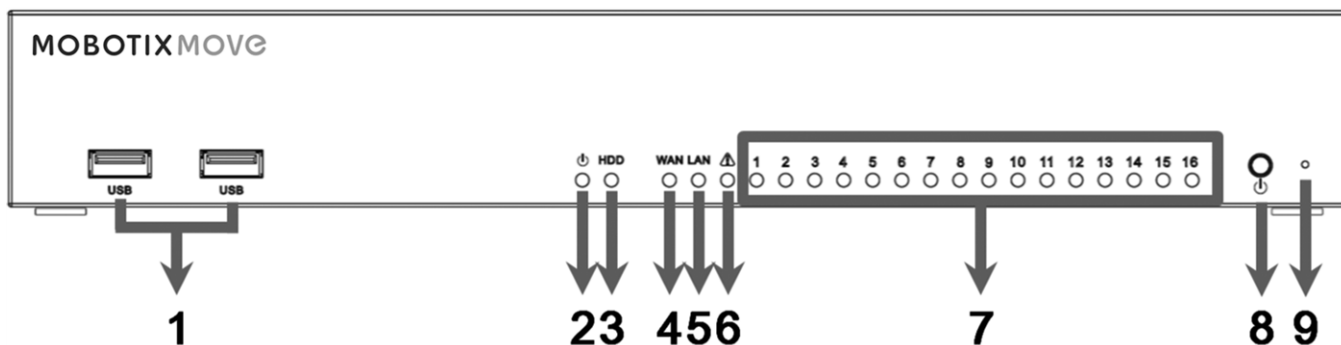 MOBOTIX MOVE
HDD WAN LAN 1 2 3 4 5 6 7 8 9 10 11 12 13 14 15 16
USB USB
1 2 3 4 5 6 7 8 9